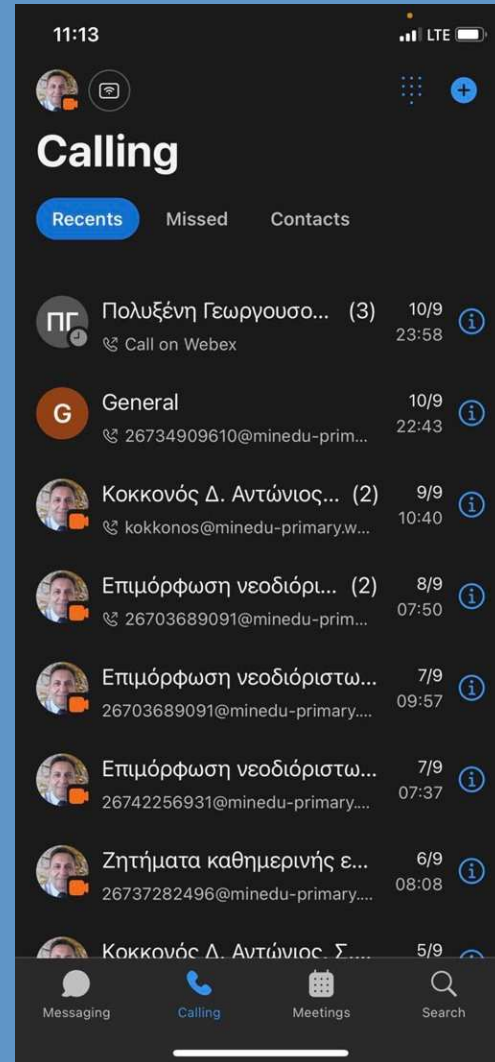 11:13 LTE
Calling
Recents Missed Contacts
ΠΓ Πολυξένη Γεωργουσο... (3) 10/9
Call on Webex 23:58
G General 10/9
26734909610@minedu-prim... 22:43
Κοκκονός Δ. Αντώνιος... (2) 9/9
kokkonos@minedu-primary.w... 10:40
Επιμόρφωση νεοδιόρι... (2) 8/9
26703689091@minedu-prim... 07:50
Επιμόρφωση νεοδιόριστω... 7/9
26703689091@minedu-primary.... 09:57
Επιμόρφωση νεοδιόριστω... 7/9
26742256931@minedu-primary.... 07:37
Ζητήματα καθημερινής ε... 6/9
26737282496@minedu-primary.... 08:08
Κοκκονός Δ. Αντώνιος, Σ.... 5/9
Messaging Calling Meetings Search